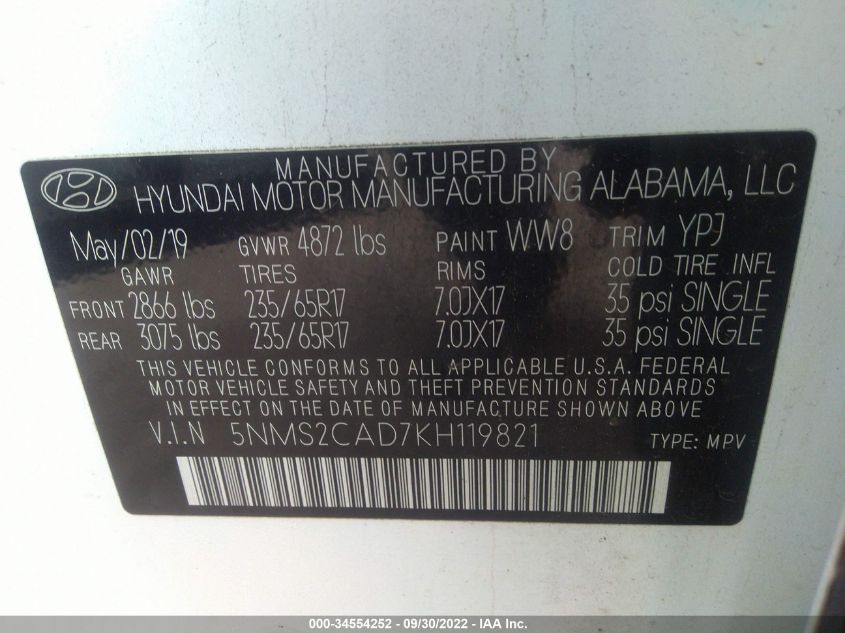 MANUFACTURED BY
HYUNDAI MOTOR MANUFACTURING ALABAMA, LLC
May/02/19 GVWR 4872 lbs PAINT WW8 TRIM YPJ
GAWR TIRES RIMS COLD TIRE INFL
FRONT 2866 lbs 235/65R17 7.0JX17 35 psi SINGLE
REAR 3075 lbs 235/65R17 7.0JX17 35 psi SINGLE
THIS VEHICLE CONFORMS TO ALL APPLICABLE U.S.A. FEDERAL
MOTOR VEHICLE SAFETY AND THEFT PREVENTION STANDARDS
IN EFFECT ON THE DATE OF MANUFACTURE SHOWN ABOVE
V.I.N 5NMS2CAD7KH119821 TYPE: MPV
000-34554252 - 09/30/2022 - IAA Inc.